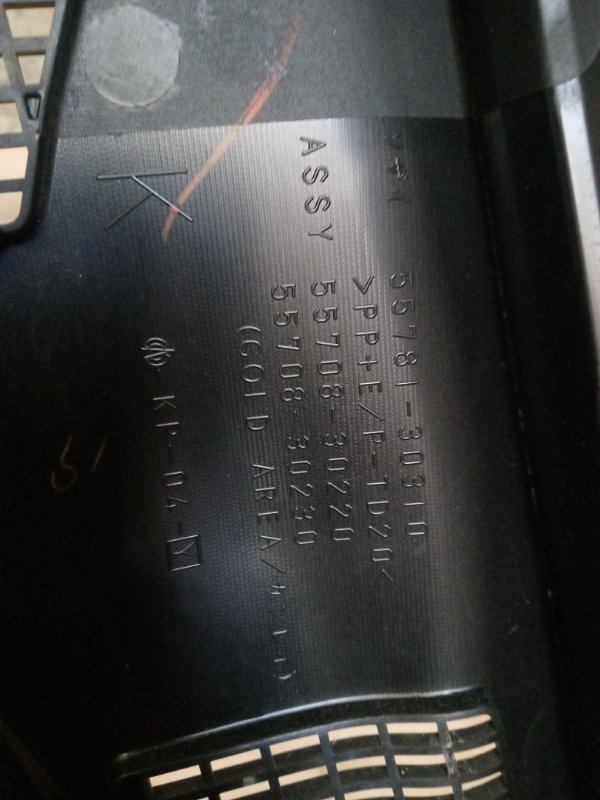 55781-30310
>PP+E/P-TD20<
ASSY 55708-30220
55708-30230
(COLD AREA/
K
-KP-04-Y